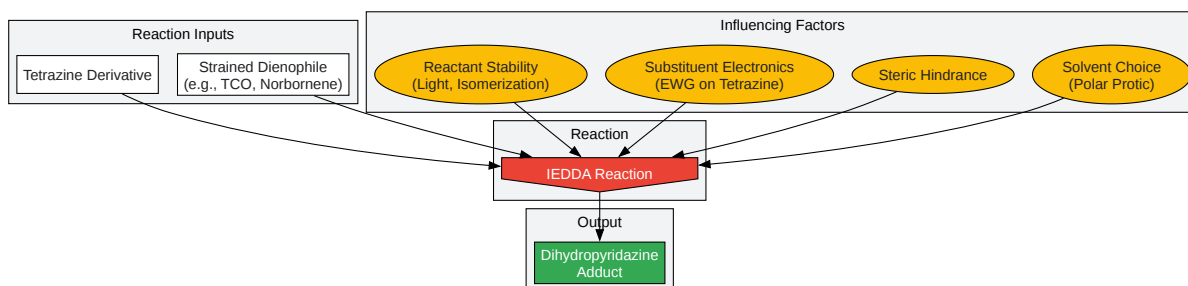 Reaction Inputs
Tetrazine Derivative
Strained Dienophile
(e.g., TCO, Norbornene)
Influencing Factors
Reactant Stability
(Light, Isomerization)
Substituent Electronics
(EWG on Tetrazine)
Steric Hindrance
Solvent Choice
(Polar Protic)
Reaction
IEDDA Reaction
Output
Dihydropyridazine
Adduct